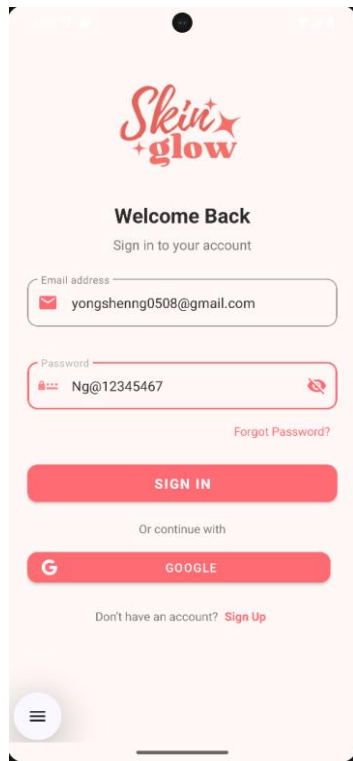 Skin
glow
Welcome Back
Sign in to your account
Email address
yongshenng0508@gmail.com
Password
Ng@12345467
Forgot Password?
SIGN IN
Or continue with
G GOOGLE
Don't have an account? Sign Up